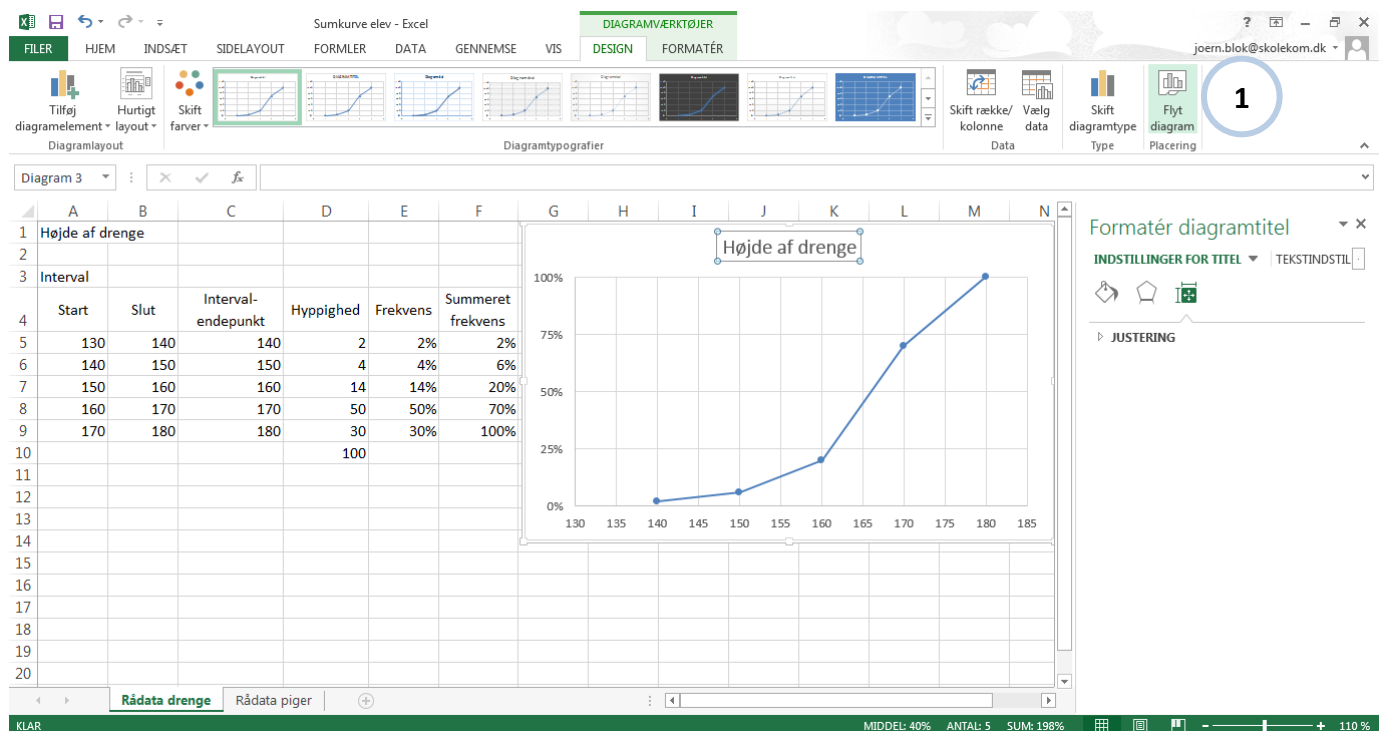 Sumkurve elev - Excel
DIAGRAMVÆRKTØJER
?
FILER HJEM INDSÆT SIDELAYOUT FORMLER DATA GENNEMSE VIS DESIGN FORMATÉR
joern.blok@skolekom.dk
Tilføj diagramelement
Hurtigt layout
Skift farver
Skift række/ kolonne
Vælg data
Skift diagramtype
Flyt diagram
1
Diagramlayout
Diagramtypografier
Data
Type
Placering
Diagram 3
fx
A B C D E F G H I J K L M N
1 Højde af drenge
2
3 Interval
4 Start Slut Interval-endepunkt Hyppighed Frekvens Summeret frekvens
5 130 140 140 2 2% 2%
6 140 150 150 4 4% 6%
7 150 160 160 14 14% 20%
8 160 170 170 50 50% 70%
9 170 180 180 30 30% 100%
10 100
11
12
13
14
15
16
17
18
19
20
Højde af drenge
100%
75%
50%
25%
0%
130 135 140 145 150 155 160 165 170 175 180 185
Formatér diagramtitel
INDSTILLINGER FOR TITEL TEKSTINDSTIL
JUSTERING
Rådata drenge Rådata piger
KLAR
MIDDEL: 40% ANTAL: 5 SUM: 198%
110 %